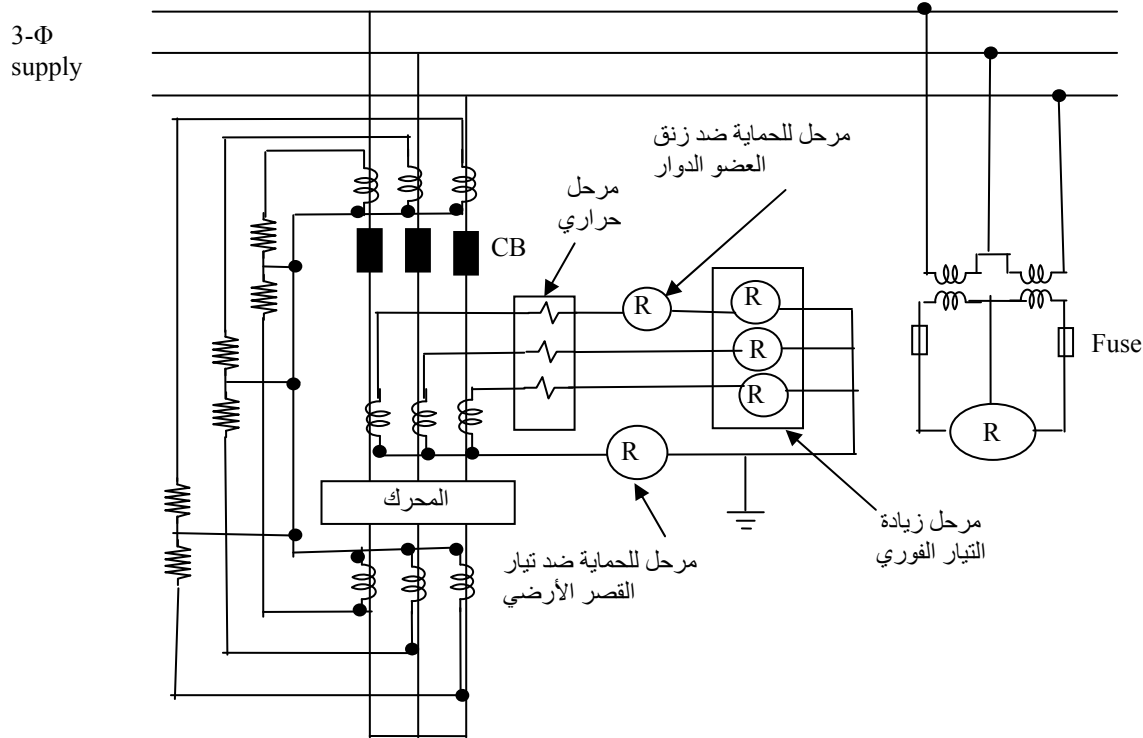 3-Φ
supply
مرحل للحماية ضد زنق
العضو الدوار
مرحل
حراري
CB
R
R
R
R
Fuse
R
R
المحرك
مرحل زيادة
التيار الفوري
مرحل للحماية ضد تيار
القصر الأرضي